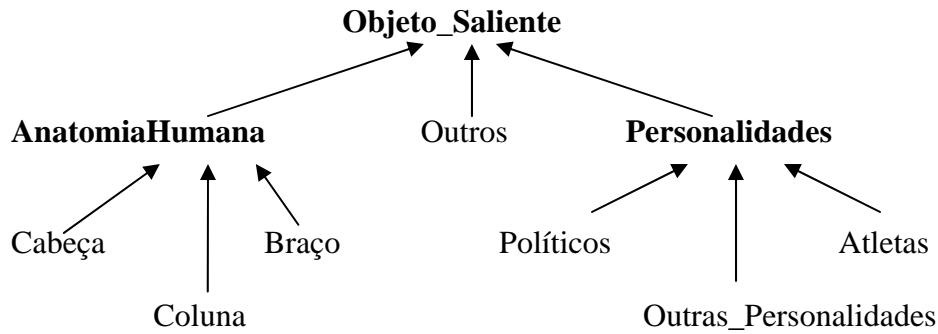 Objeto_Saliente
AnatomiaHumana Outros Personalidades
Cabeça Braço Políticos Atletas
Coluna Outras_Personalidades